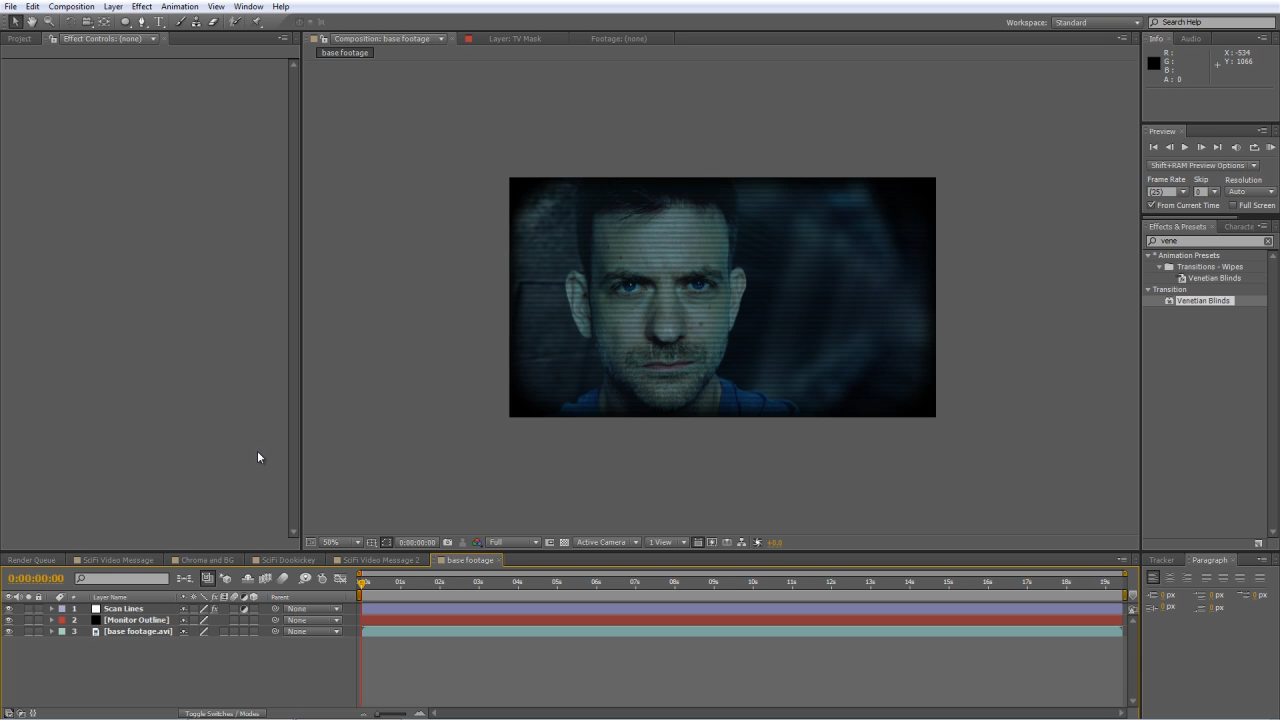 File Edit Composition Layer Effect Animation View Window Help
Workspace: Standard Search Help
Project Effect Controls: (none) Composition: base footage Layer: TV Mask Footage: (none) Info Audio
base footage
R : X : -534
G : Y : 1066
B :
A : 0
Preview
Shift+RAM Preview Options
Frame Rate Skip Resolution
(25) 0 Auto
From Current Time Full Screen
Effects & Presets Characte
vene
* Animation Presets
Transitions - Wipes
Venetian Blinds
Transition
Venetian Blinds
50% 0:00:00:00 Full Active Camera 1 View +0.0
Render Queue SciFi Video Message Chroma and BG SciFi Dookickey SciFi Video Message 2 base footage Tracker Paragraph
0:00:00:00 01s 02s 03s 04s 05s 06s 07s 08s 09s 10s 11s 12s 13s 14s 15s 16s 17s 18s 19s
# Layer Name Parent
1 Scan Lines None
2 [Monitor Outline] None
3 [base footage.avi] None
0 px 0 px 0 px
0 px 0 px
Toggle Switches / Modes